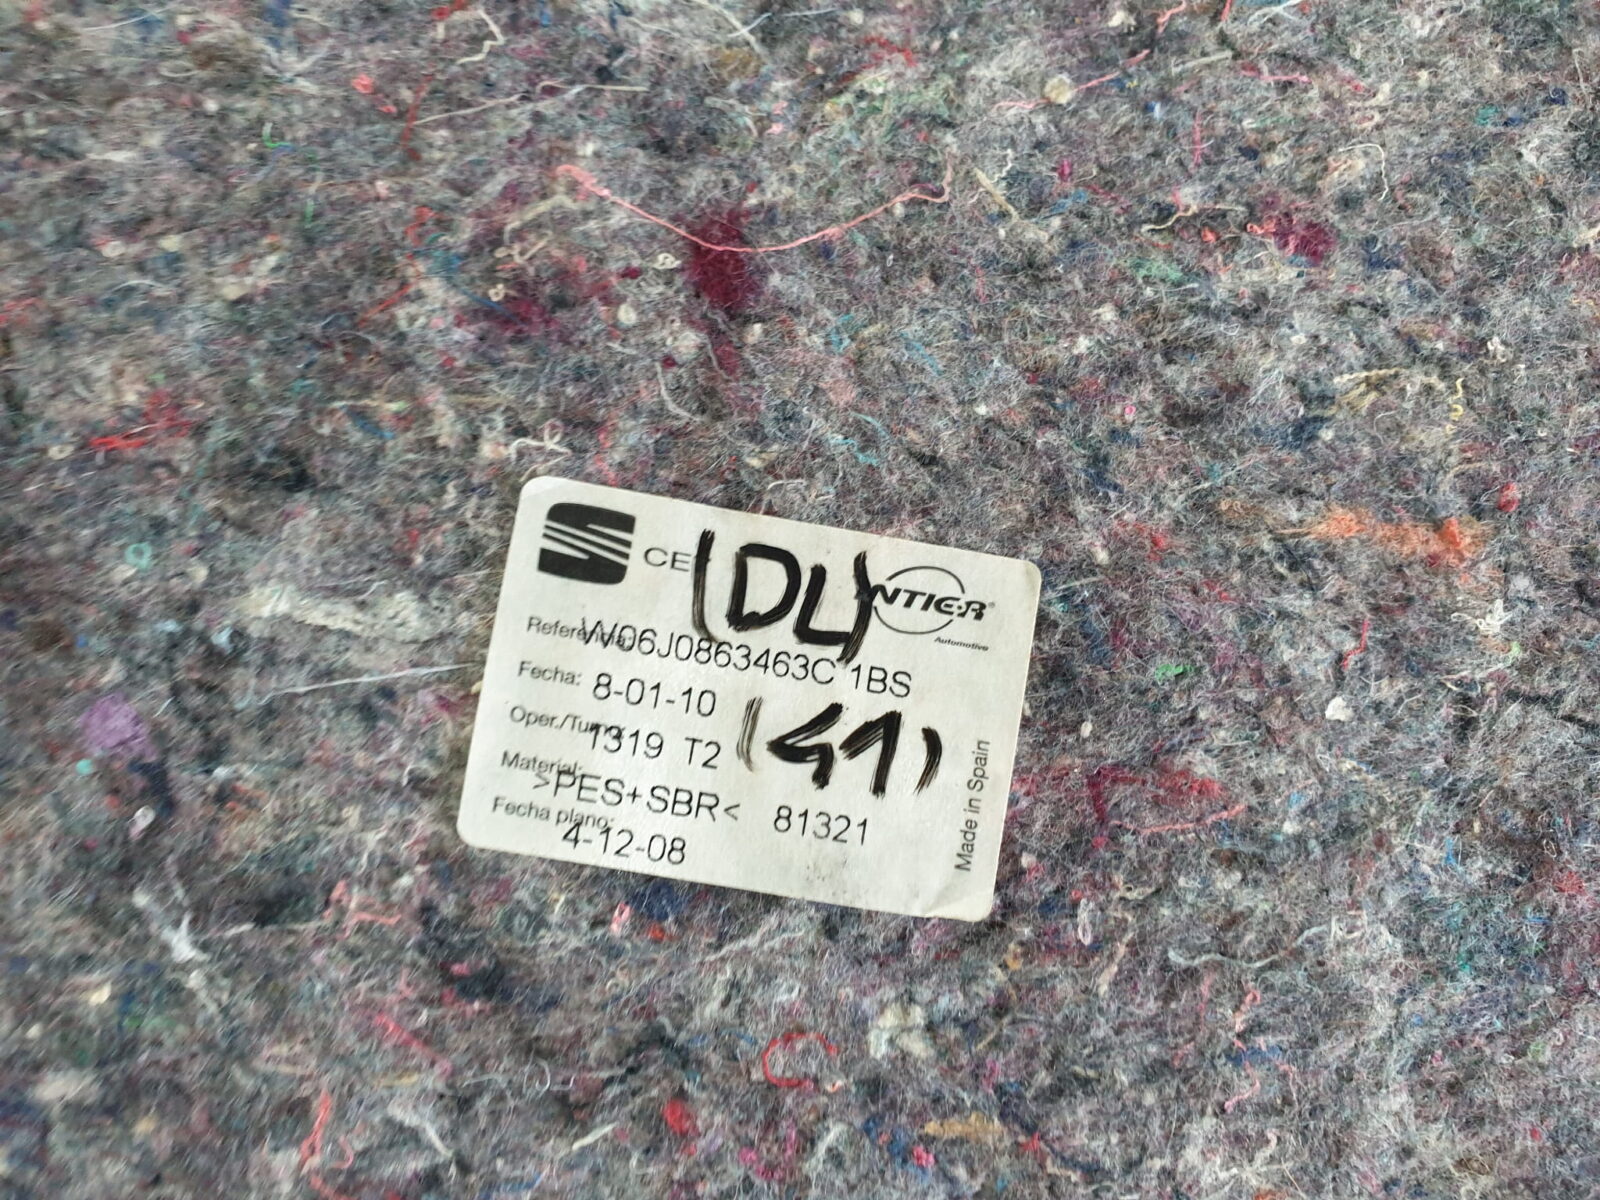 CE (DL) NTIER®
Automotive
Referencia: W06J0863463C 1BS
Fecha: 8-01-10
Oper./Turno: 1319 T2 (41)
Material: >PES+SBR< 81321
Fecha plano: 4-12-08
Made in Spain